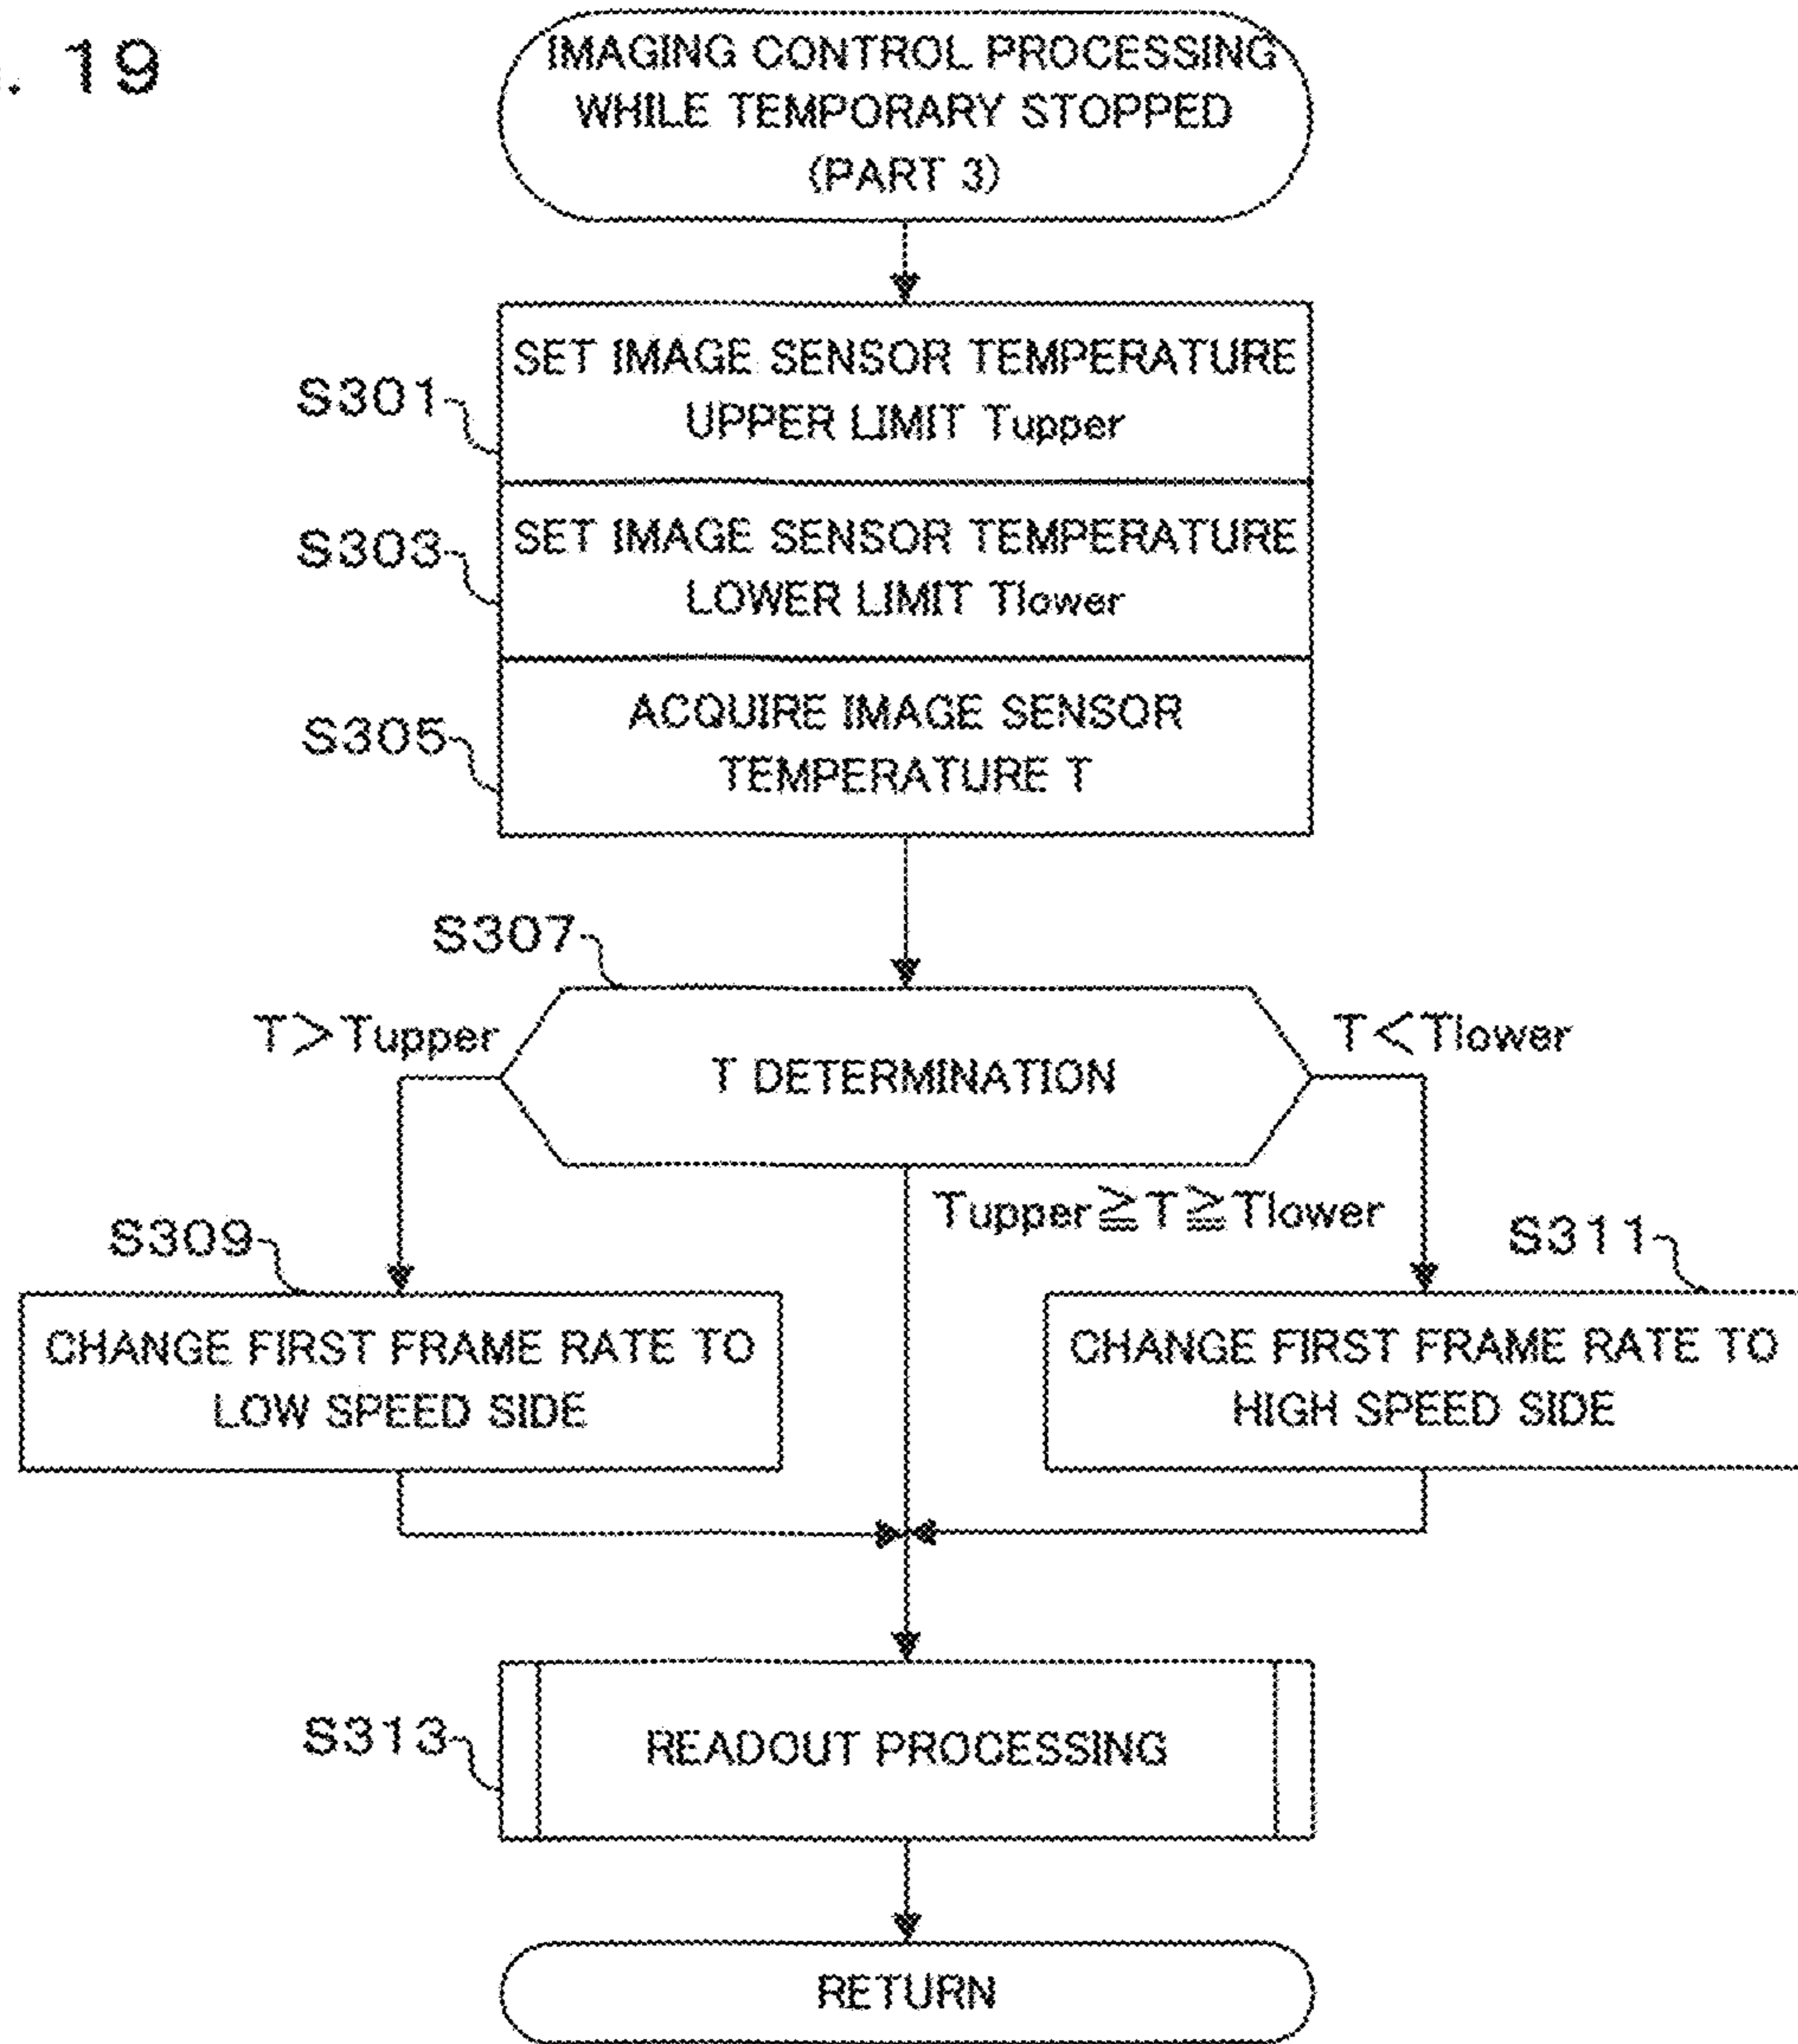 . 19
IMAGING CONTROL PROCESSING
WHILE TEMPORARY STOPPED
(PART 3)
SET IMAGE SENSOR TEMPERATURE
UPPER LIMIT Tupper
S301
SET IMAGE SENSOR TEMPERATURE
LOWER LIMIT Tlower
S303
ACQUIRE IMAGE SENSOR
TEMPERATURE T
S305
S307
T>Tupper
T<Tlower
T DETERMINATION
Tupper≧T≧Tlower
S309
S311
CHANGE FIRST FRAME RATE TO
LOW SPEED SIDE
CHANGE FIRST FRAME RATE TO
HIGH SPEED SIDE
S313
READOUT PROCESSING
RETURN